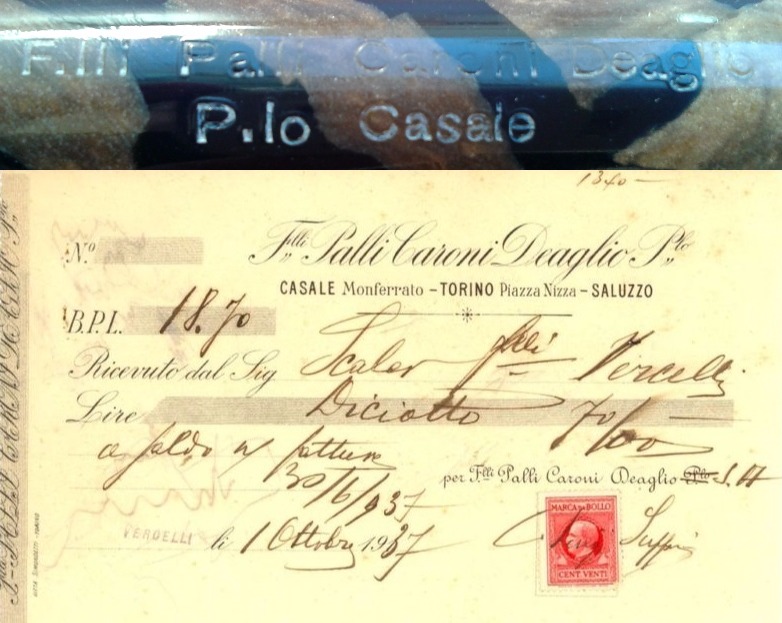 F.lli Palli Caroni Deaglio
P.lo Casale
1340 —
N.º
F.lli Palli Caroni Deaglio P.lo
CASALE Monferrato – TORINO Piazza Nizza – SALUZZO
B.P.L. 18.70
Ricevuto dal Sig. Scaler flli Vercelli
Lire Diciotto 70/100
a saldo n/ fattura
30/6/937
per F.lli Palli Caroni Deaglio P.lo S. A
VERCELLI li 1 Ottobre 1937
MARCA DA BOLLO
CENT VENTI